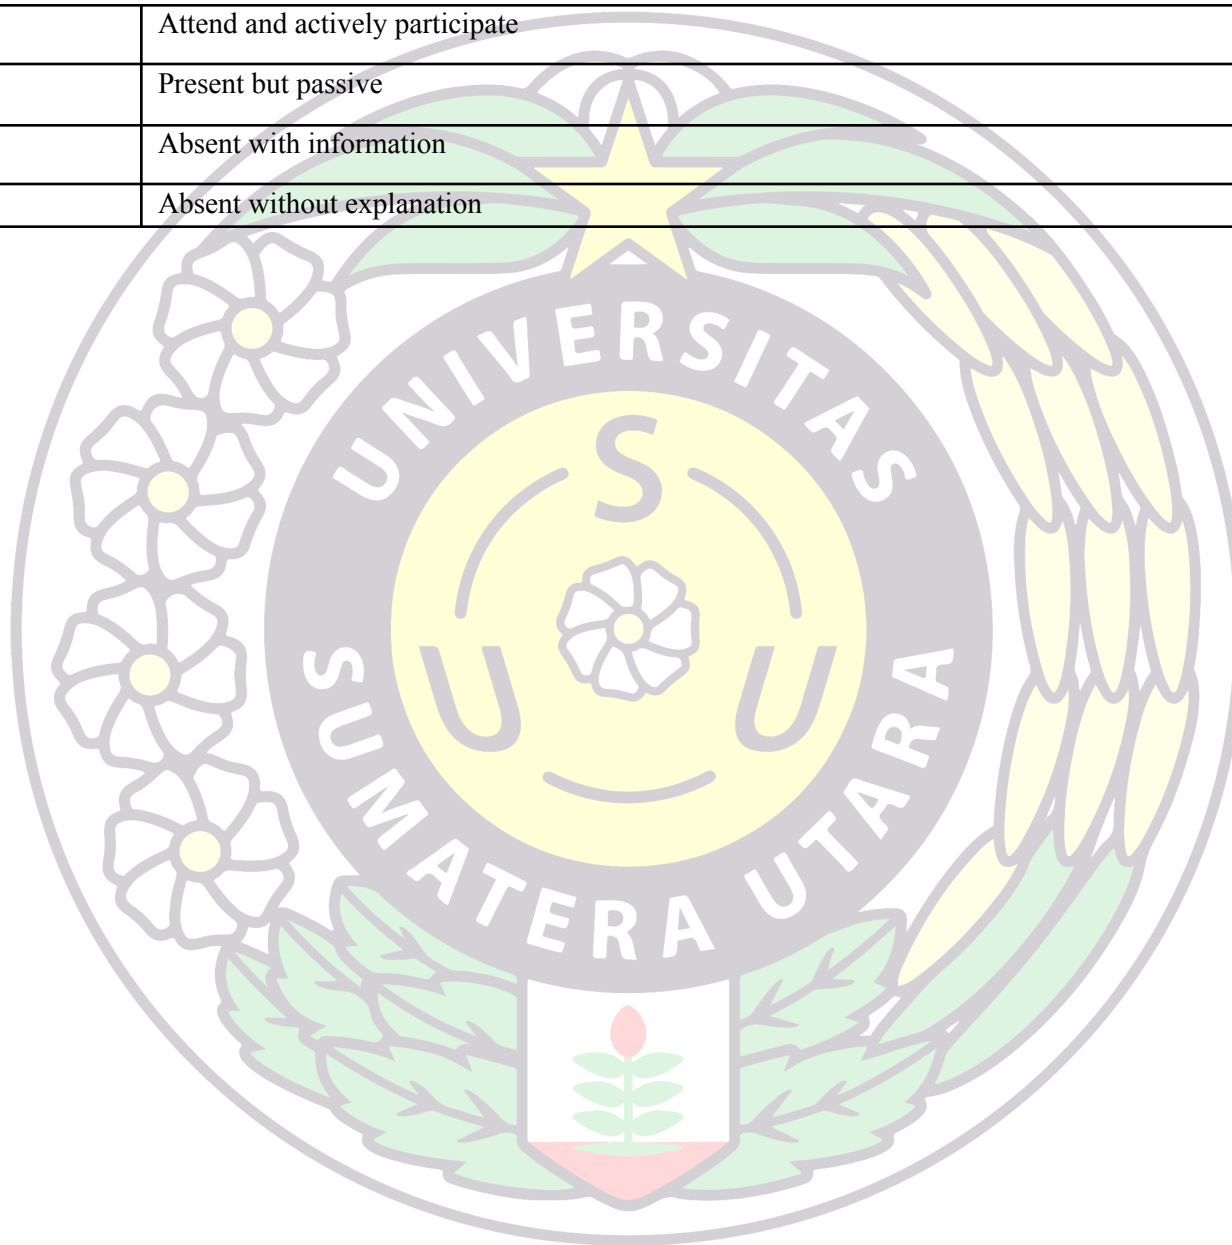 Attend and actively participate
Present but passive
Absent with information
Absent without explanation
UNIVERSITAS
S
U U
SUMATERA UTARA